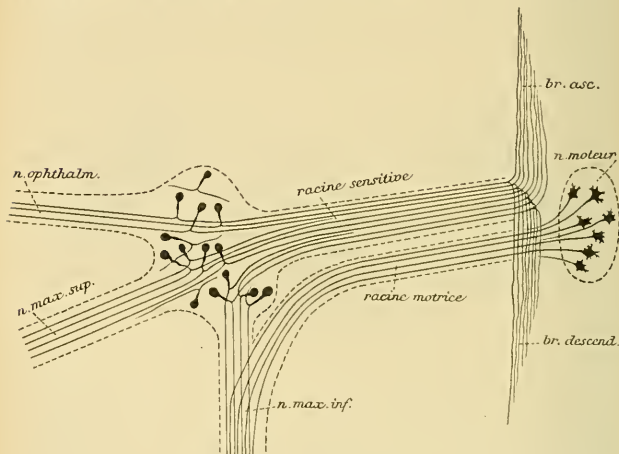 br. asc.
n. moteur
n. ophthalm.
racine sensitive
n. max. sup.
racine motrice
br. descend.
n. max. inf.